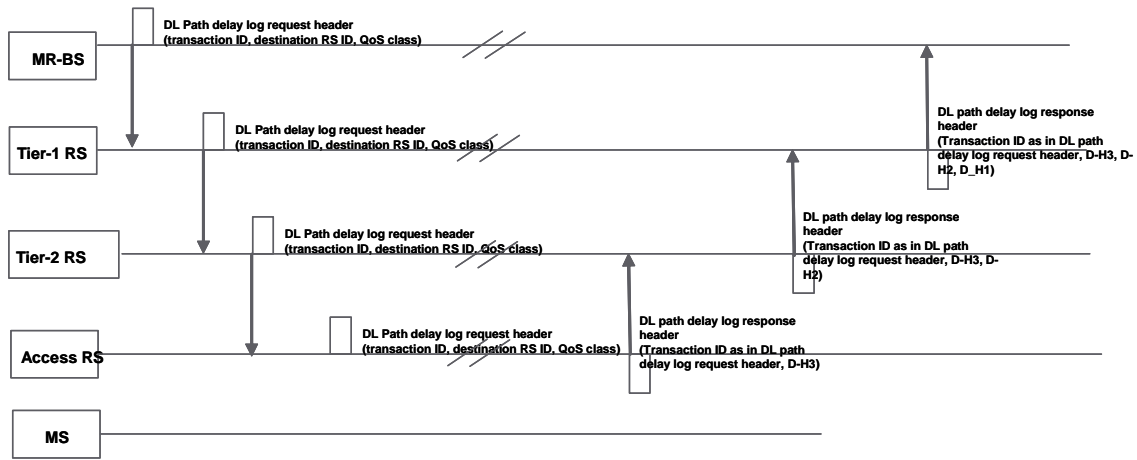 DL Path delay log request header
(transaction ID, destination RS ID, QoS class)
MR-BS
DL path delay log response
header
(Transaction ID as in DL path
delay log request header, D-H3, D-
H2, D_H1)
DL Path delay log request header
(transaction ID, destination RS ID, QoS class)
Tier-1 RS
DL path delay log response
header
(Transaction ID as in DL path
delay log request header, D-H3, D-
H2)
DL Path delay log request header
(transaction ID, destination RS ID, QoS class)
Tier-2 RS
DL path delay log response
header
(Transaction ID as in DL path
delay log request header, D-H3)
DL Path delay log request header
(transaction ID, destination RS ID, QoS class)
Access RS
MS